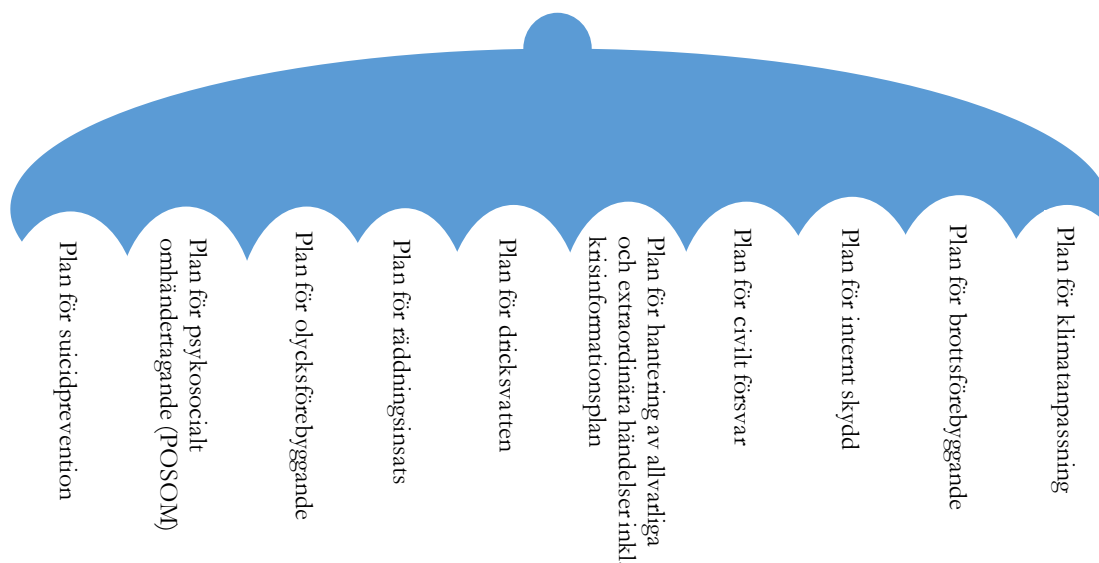 Plan för suicidprevention
Plan för psykosocialt
omhändertagande (POSOM)
Plan för olycksförebyggande
Plan för räddningsinsats
Plan för dricksvatten
Plan för hantering av allvarliga
och extraordinära händelser inkl.
krisinformationsplan
Plan för civilt försvar
Plan för internt skydd
Plan för brottsförebyggande
Plan för klimatanpassning